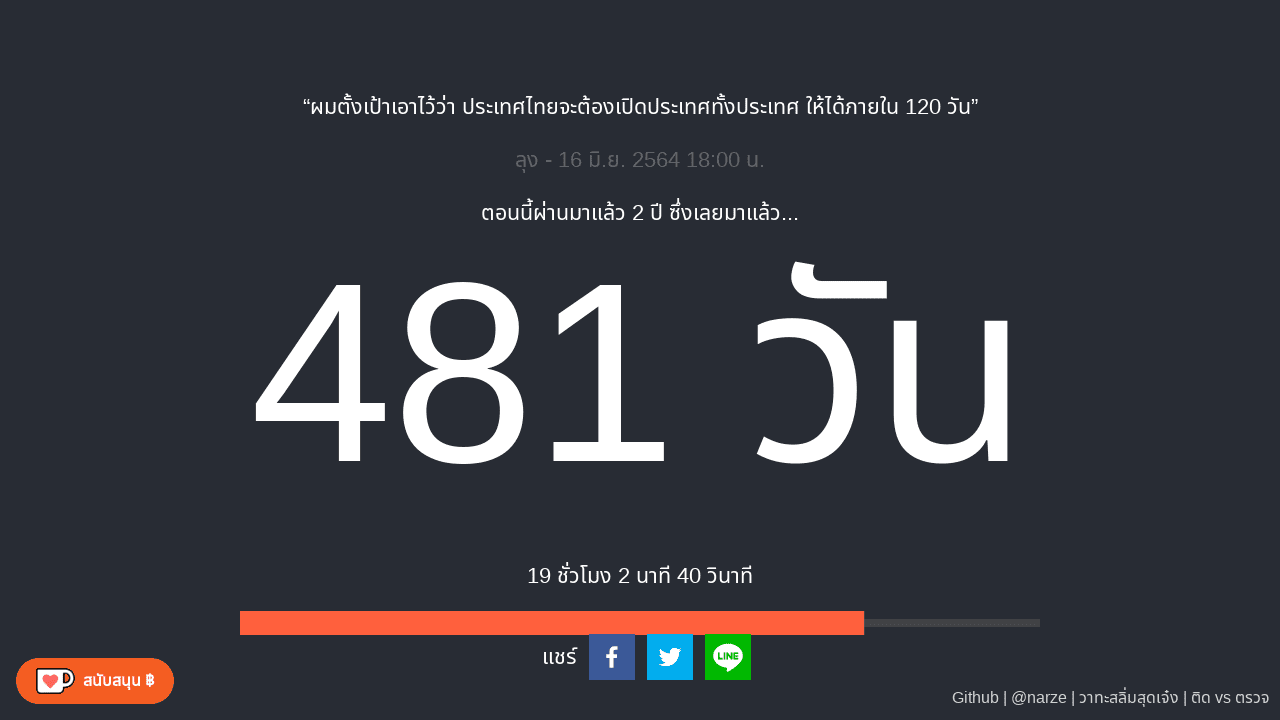 “ผมตั้งเป้าเอาไว้ว่า ประเทศไทยจะต้องเปิดประเทศทั้งประเทศ ให้ได้ภายใน 120 วัน”
ลุง - 16 มิ.ย. 2564 18:00 น.
ตอนนี้ผ่านมาแล้ว 2 ปี ซึ่งเลยมาแล้ว...
481 วัน
19 ชั่วโมง 2 นาที 40 วินาที
แชร์
LINE
สนับสนุน ฿
Github | @narze | วาทะสลิ่มสุดเจ๋ง | ติด vs ตรวจ